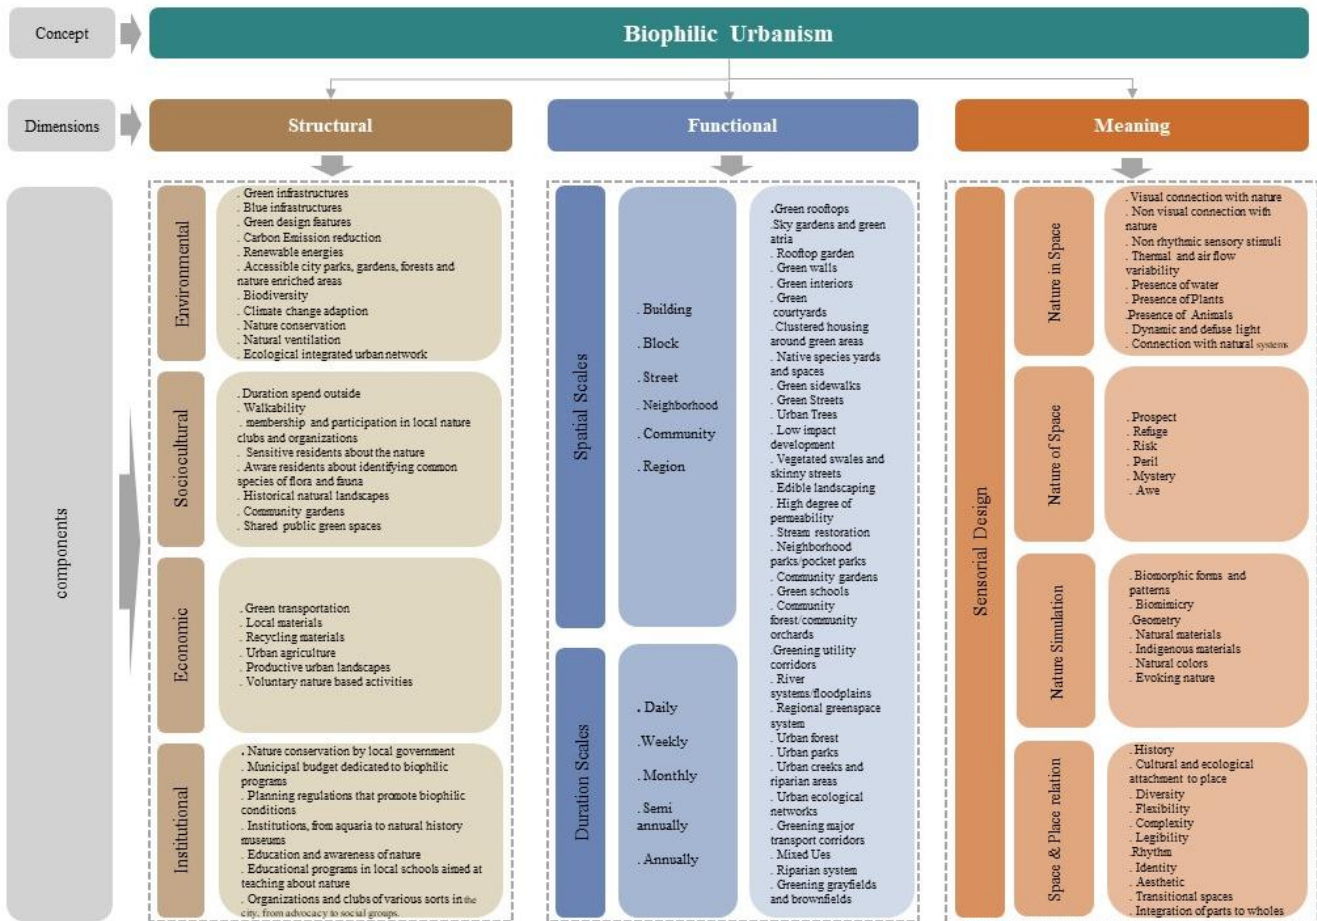 Concept
Biophilic Urbanism
Dimensions
Structural
Functional
Meaning
components
Environmental
. Green infrastructures
. Blue infrastructures
. Green design features
. Carbon Emission reduction
. Renewable energies
. Accessible city parks, gardens, forests and
nature enriched areas
. Biodiversity
. Climate change adaption
. Nature conservation
. Natural ventilation
. Ecological integrated urban network
Sociocultural
. Duration spend outside
. Walkability
. membership and participation in local nature
clubs and organizations
. Sensitive residents about the nature
. Aware residents about identifying common
species of flora and fauna
. Historical natural landscapes
. Community gardens
. Shared public green spaces
Economic
. Green transportation
. Local materials
. Recycling materials
. Urban agriculture
. Productive urban landscapes
. Voluntary nature based activities
Institutional
. Nature conservation by local government
. Municipal budget dedicated to biophilic
programs
. Planning regulations that promote biophilic
conditions
. Institutions, from aquaria to natural history
museums
. Education and awareness of nature
. Educational programs in local schools aimed at
teaching about nature
. Organizations and clubs of various sorts in the
city, from advocacy to social groups.
Spatial Scales
. Building
. Block
. Street
. Neighborhood
. Community
. Region
Duration Scales
. Daily
. Weekly
. Monthly
. Semi
annually
. Annually
.Green rooftops
.Sky gardens and green
atria
. Rooftop garden
. Green walls
. Green interiors
. Green
courtyards
. Clustered housing
around green areas
. Native species yards
and spaces
. Green sidewalks
. Green Streets
. Urban Trees
. Low impact
development
. Vegetated swales and
skinny streets
. Edible landscaping
. High degree of
permeability
. Stream restoration
. Neighborhood
parks/pocket parks
. Community gardens
. Green schools
. Community
forest/community
orchards
.Greening utility
corridors
. River
systems/floodplains
. Regional greenspace
system
. Urban forest
. Urban parks
. Urban creeks and
riparian areas
. Urban ecological
networks
. Greening major
transport corridors
. Mixed Ues
. Riparian system
. Greening grayfields
and brownfields
Sensorial Design
Nature in Space
. Visual connection with nature
. Non visual connection with
nature
. Non rhythmic sensory stimuli
. Thermal and air flow
variability
. Presence of water
. Presence of Plants
.Presence of Animals
. Dynamic and defuse light
. Connection with natural systems
Nature of Space
. Prospect
. Refuge
. Risk
. Peril
. Mystery
. Awe
Nature Simulation
. Biomorphic forms and
patterns
. Biomimicry
.Geometry
. Natural materials
. Indigenous materials
. Natural colors
. Evoking nature
Space & Place relation
. History
. Cultural and ecological
attachment to place
. Diversity
. Flexibility
. Complexity
. Legibility
.Rhythm
. Identity
. Aesthetic
. Transitional spaces
. Integration of parts to wholes